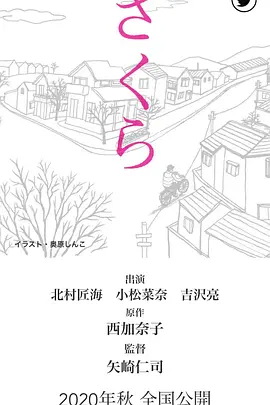 さくら
イラスト・奥原しんこ
出演
北村匠海 小松菜奈 吉沢亮
原作
西加奈子
監督
矢崎仁司
2020年秋 全国公開